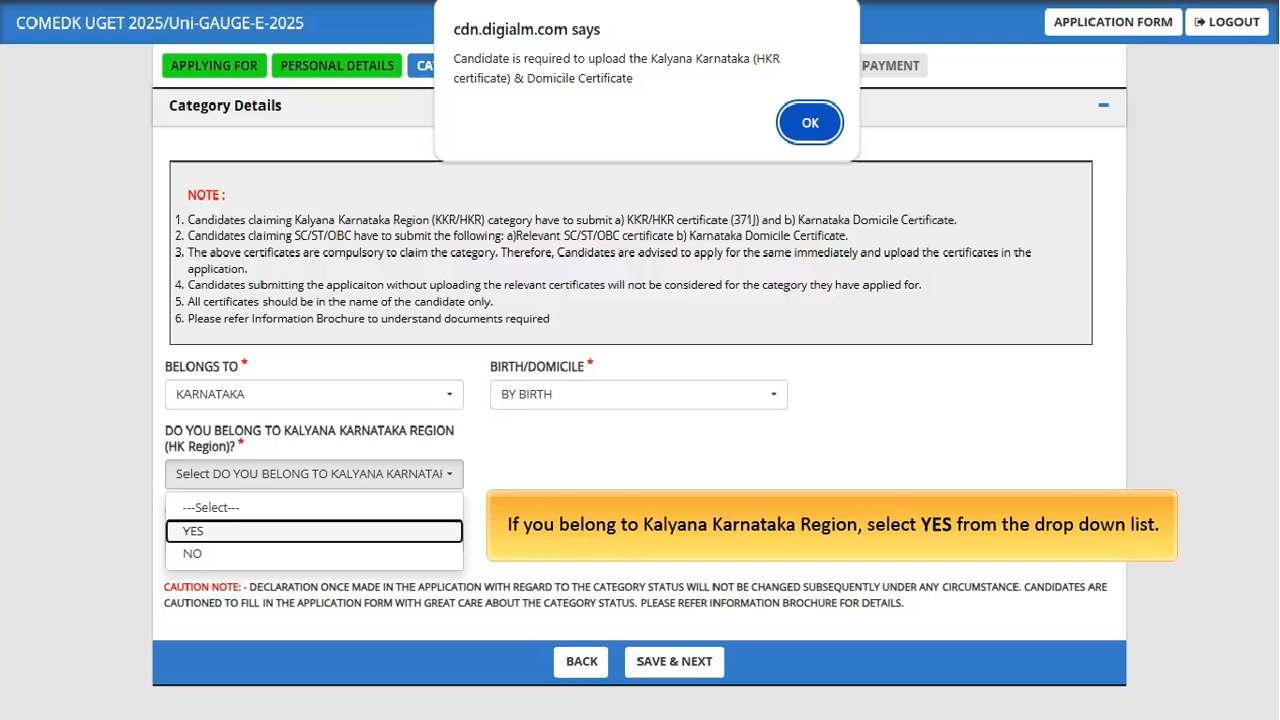 COMEDK UGET 2025/Uni-GAUGE-E-2025
APPLICATION FORM
LOGOUT
cdn.digialm.com says
Candidate is required to upload the Kalyana Karnataka (HKR
certificate) & Domicile Certificate
OK
APPLYING FOR
PERSONAL DETAILS
CA
PAYMENT
Category Details
NOTE :
1. Candidates claiming Kalyana Karnataka Region (KKR/HKR) category have to submit a) KKR/HKR certificate (371J) and b) Karnataka Domicile Certificate.
2. Candidates claiming SC/ST/OBC have to submit the following: a)Relevant SC/ST/OBC certificate b) Karnataka Domicile Certificate.
3. The above certificates are compulsory to claim the category. Therefore, Candidates are advised to apply for the same immediately and upload the certificates in the
application.
4. Candidates submitting the applicaiton without uploading the relevant certificates will not be considered for the category they have applied for.
5. All certificates should be in the name of the candidate only.
6. Please refer Information Brochure to understand documents required
BELONGS TO *
BIRTH/DOMICILE *
KARNATAKA
BY BIRTH
DO YOU BELONG TO KALYANA KARNATAKA REGION
(HK Region)? *
Select DO YOU BELONG TO KALYANA KARNATAK
---Select---
YES
NO
If you belong to Kalyana Karnataka Region, select YES from the drop down list.
CAUTION NOTE: - DECLARATION ONCE MADE IN THE APPLICATION WITH REGARD TO THE CATEGORY STATUS WILL NOT BE CHANGED SUBSEQUENTLY UNDER ANY CIRCUMSTANCE. CANDIDATES ARE
CAUTIONED TO FILL IN THE APPLICATION FORM WITH GREAT CARE ABOUT THE CATEGORY STATUS. PLEASE REFER INFORMATION BROCHURE FOR DETAILS.
BACK
SAVE & NEXT